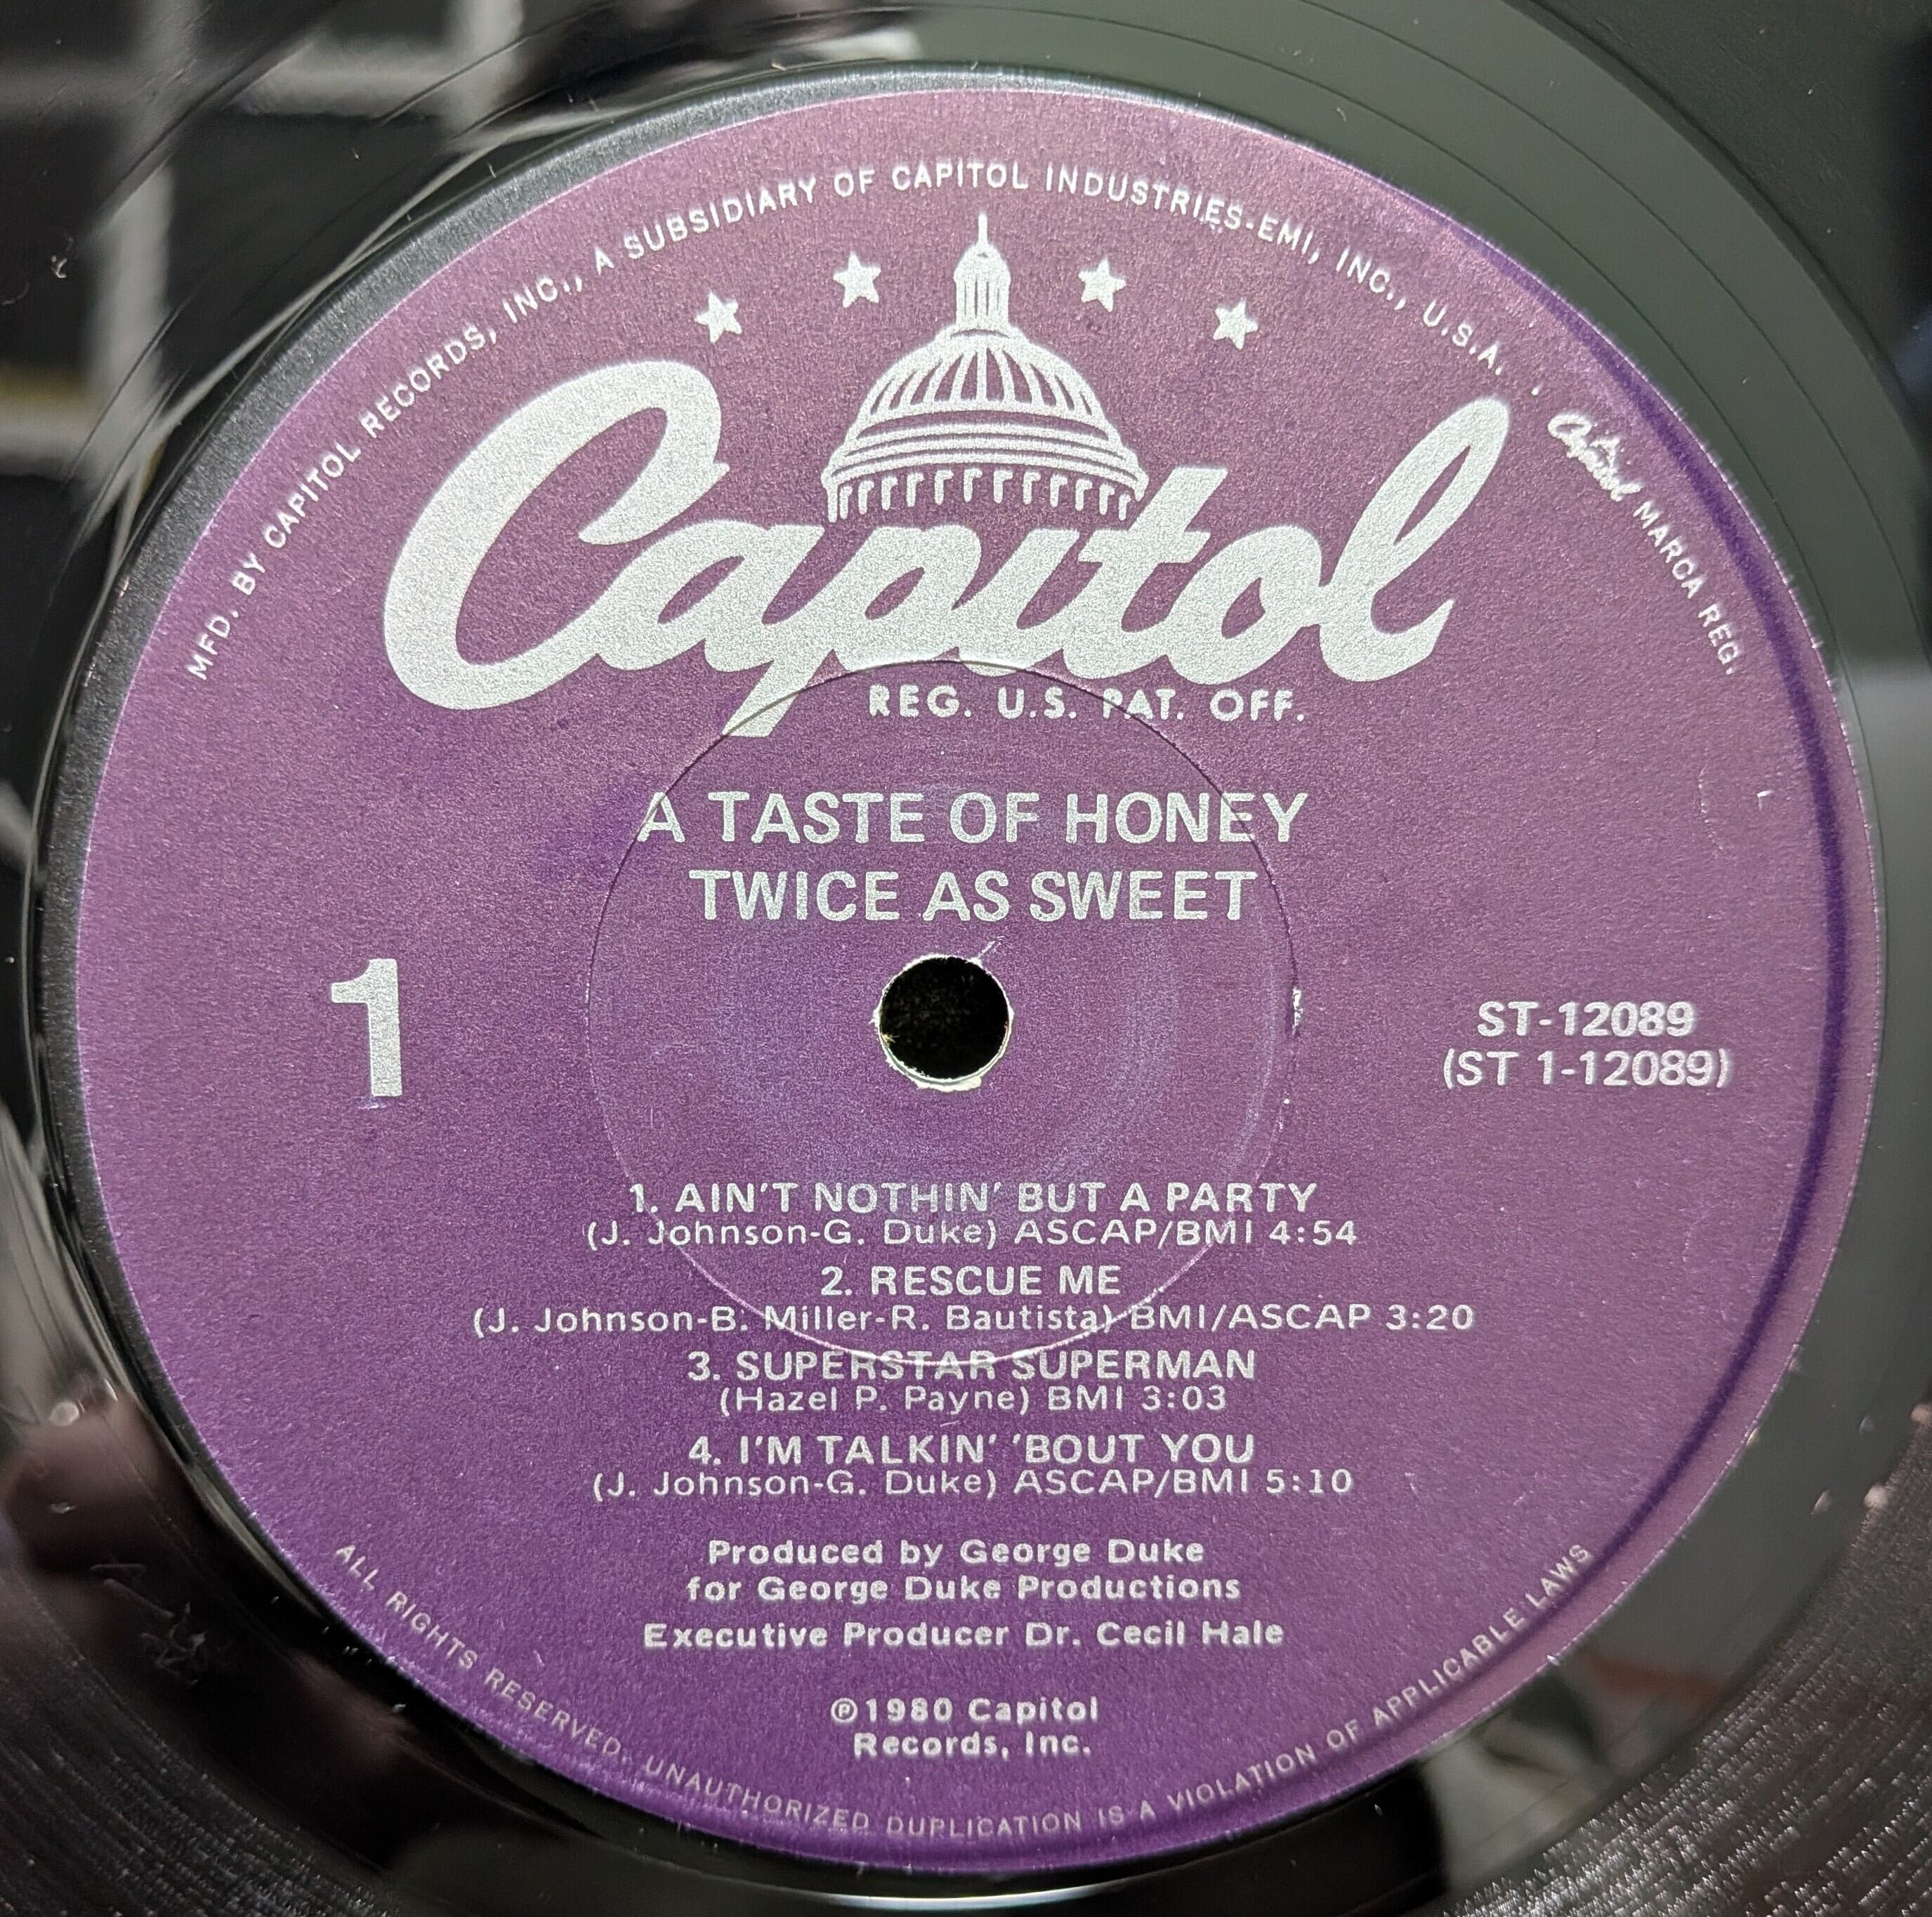 MFD. BY CAPITOL RECORDS, INC., A SUBSIDIARY OF CAPITOL INDUSTRIES-EMI, INC., U.S.A. . Capitol MARCA REG.
Capitol
REG. U.S. PAT. OFF.
A TASTE OF HONEY
TWICE AS SWEET
1
ST-12089
(ST 1-12089)
1. AIN'T NOTHIN' BUT A PARTY
(J. Johnson-G. Duke) ASCAP/BMI 4:54
2. RESCUE ME
(J. Johnson-B. Miller-R. Bautista) BMI/ASCAP 3:20
3. SUPERSTAR SUPERMAN
(Hazel P. Payne) BMI 3:03
4. I'M TALKIN' 'BOUT YOU
(J. Johnson-G. Duke) ASCAP/BMI 5:10
Produced by George Duke
for George Duke Productions
Executive Producer Dr. Cecil Hale
℗1980 Capitol
Records, Inc.
ALL RIGHTS RESERVED. UNAUTHORIZED DUPLICATION IS A VIOLATION OF APPLICABLE LAWS